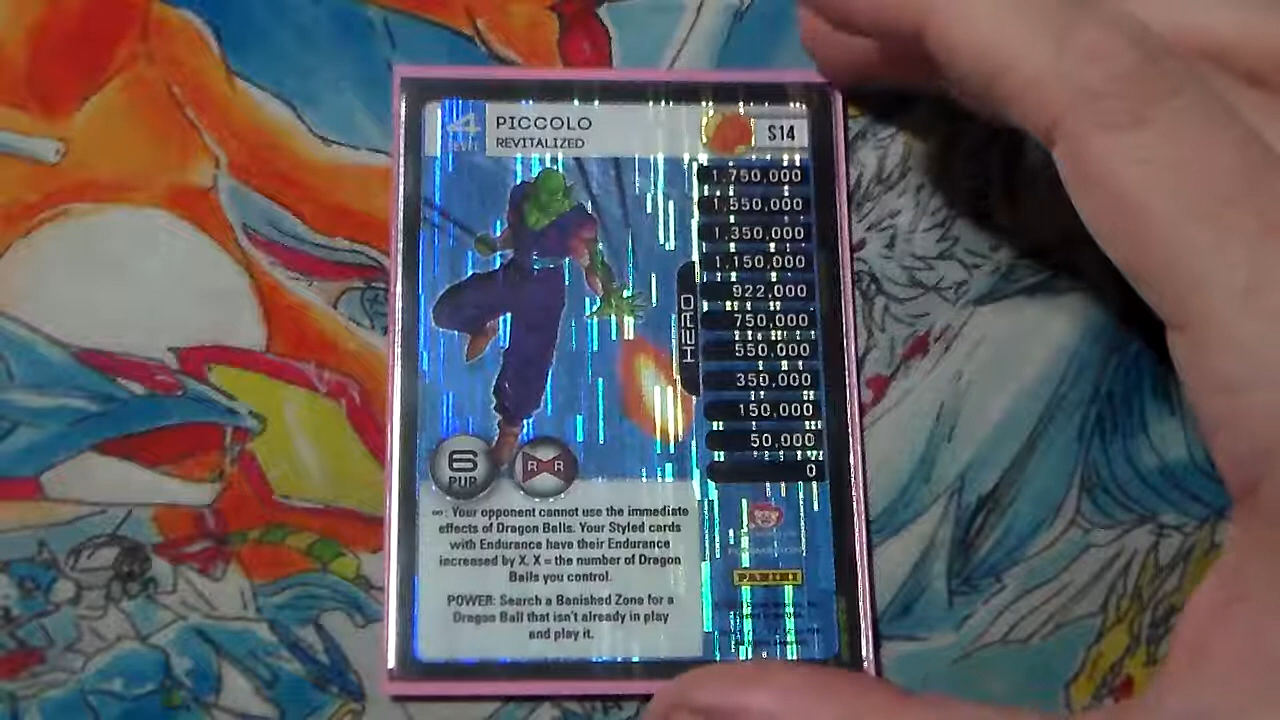 4
LEVEL
PICCOLO
REVITALIZED
S14
1,750,000
1,550,000
1,350,000
1,150,000
922,000
750,000
550,000
350,000
150,000
50,000
0
HERO
6
PUR
R R
∞: Your opponent cannot use the immediate
effects of Dragon Balls. Your Styled cards
with Endurance have their Endurance
increased by X. X = the number of Dragon
Balls you control.
POWER: Search a Banished Zone for a
Dragon Ball that isn't already in play
and play it.
PANINI